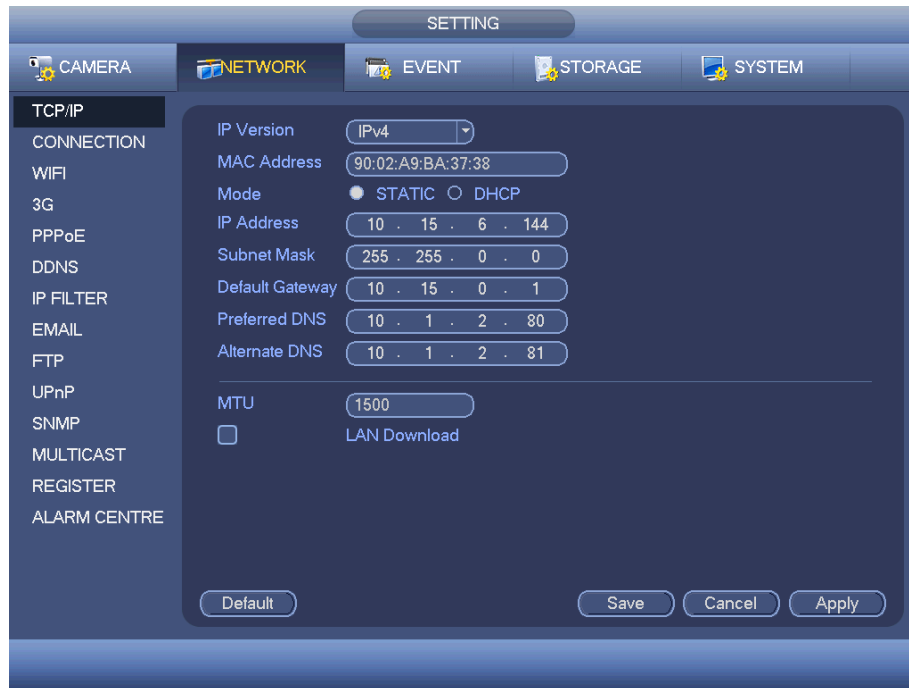 SETTING
CAMERA NETWORK EVENT STORAGE SYSTEM
TCP/IP
CONNECTION
WIFI
3G
PPPoE
DDNS
IP FILTER
EMAIL
FTP
UPnP
SNMP
MULTICAST
REGISTER
ALARM CENTRE
IP Version IPv4
MAC Address 90:02:A9:BA:37:38
Mode STATIC DHCP
IP Address 10 . 15 . 6 . 144
Subnet Mask 255 . 255 . 0 . 0
Default Gateway 10 . 15 . 0 . 1
Preferred DNS 10 . 1 . 2 . 80
Alternate DNS 10 . 1 . 2 . 81
MTU 1500
LAN Download
Default Save Cancel Apply